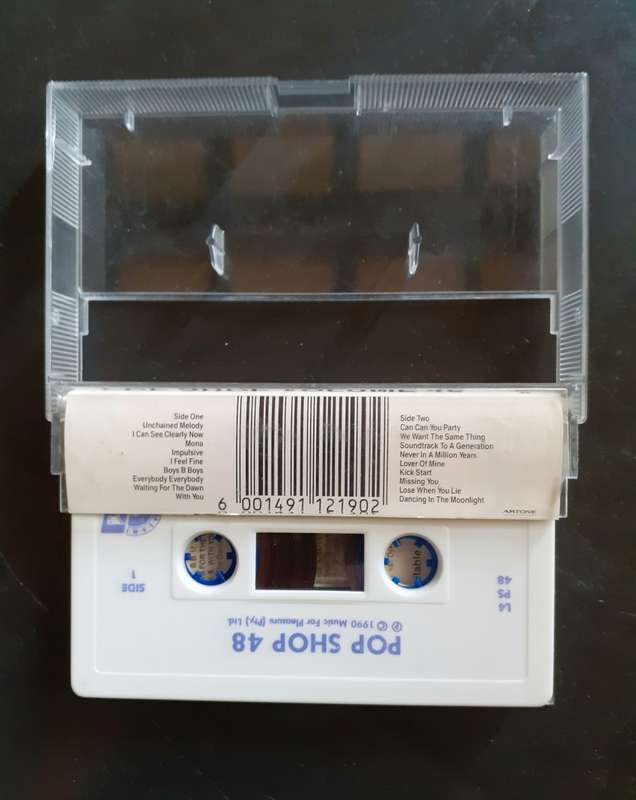 Side One
Unchained Melody
I Can See Clearly Now
Mona
Impulsive
I Feel Fine
Boys B Boys
Everybody Everybody
Waiting For The Dawn
With You
6 001491 121902
Side Two
Can Can You Party
We Want The Same Thing
Soundtrack To A Generation
Never In A Million Years
Lover Of Mine
Kick Start
Missing You
Lose When You Lie
Dancing In The Moonlight
ARTONE
SIDE
1
L4
PS
48
POP SHOP 48
℗ © 1990 Music For Pleasure (Pty.) Ltd.